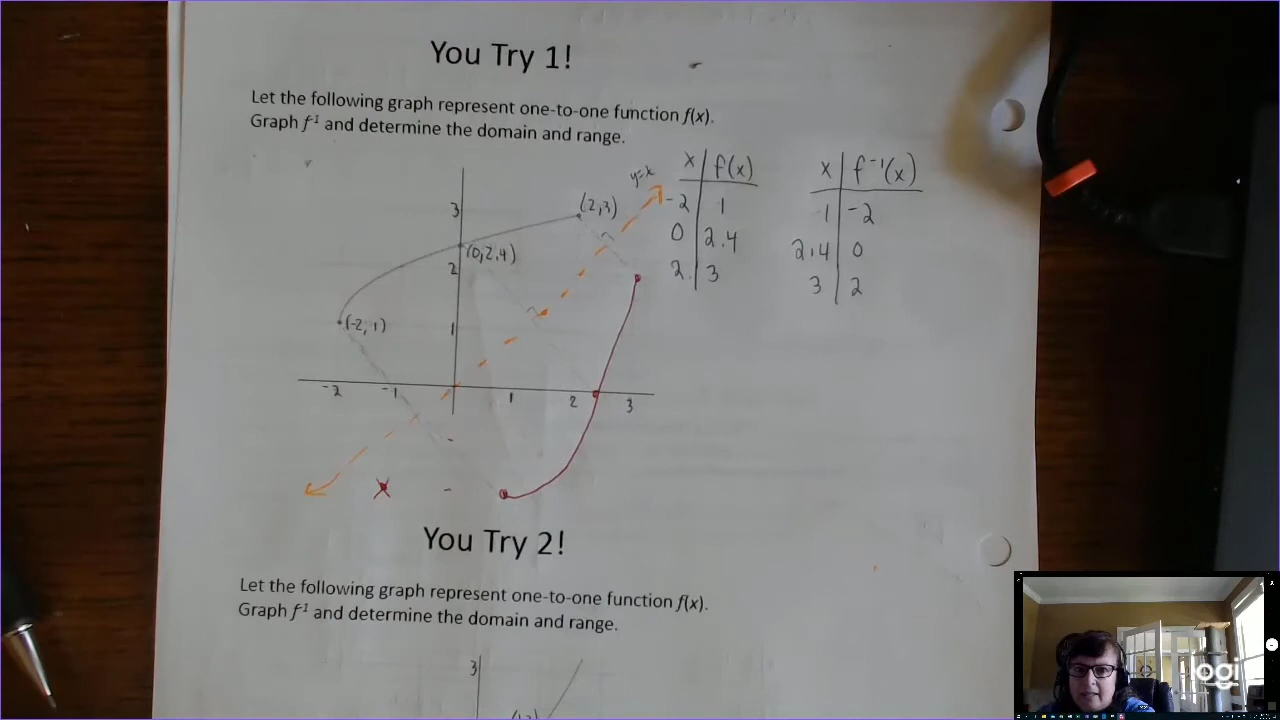 You Try 1!
Let the following graph represent one-to-one function f(x).
Graph f⁻¹ and determine the domain and range.
x | f(x)
-2 | 1
0 | 2.4
2 | 3
x | f⁻¹(x)
1 | -2
2.4 | 0
3 | 2
y=x
3
(2,3)
(0,2.4)
2
(-2,1)
1
-2 -1 1 2 3
You Try 2!
Let the following graph represent one-to-one function f(x).
Graph f⁻¹ and determine the domain and range.
3
ogi